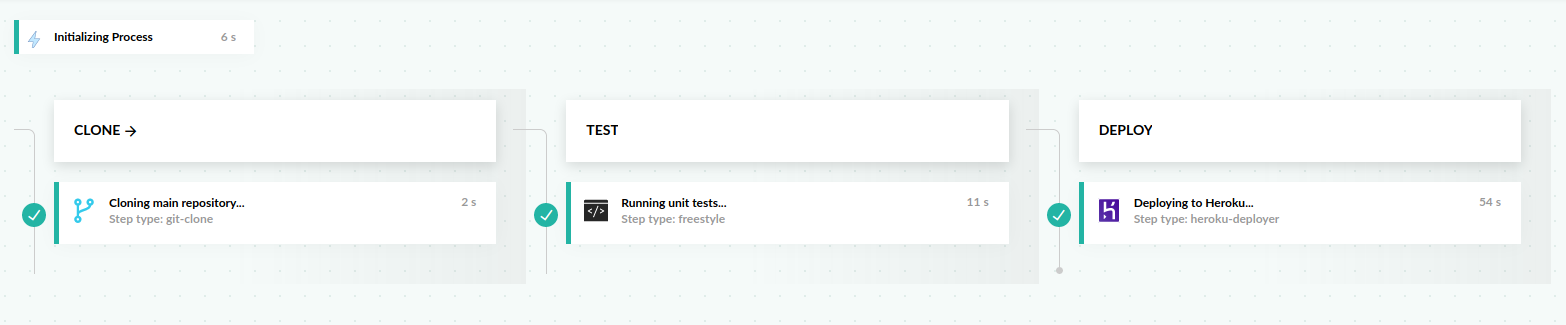 Initializing Process 6 s
CLONE → TEST DEPLOY
Cloning main repository... 2 s
Step type: git-clone
</> Running unit tests... 11 s
Step type: freestyle
Deploying to Heroku... 54 s
Step type: heroku-deployer